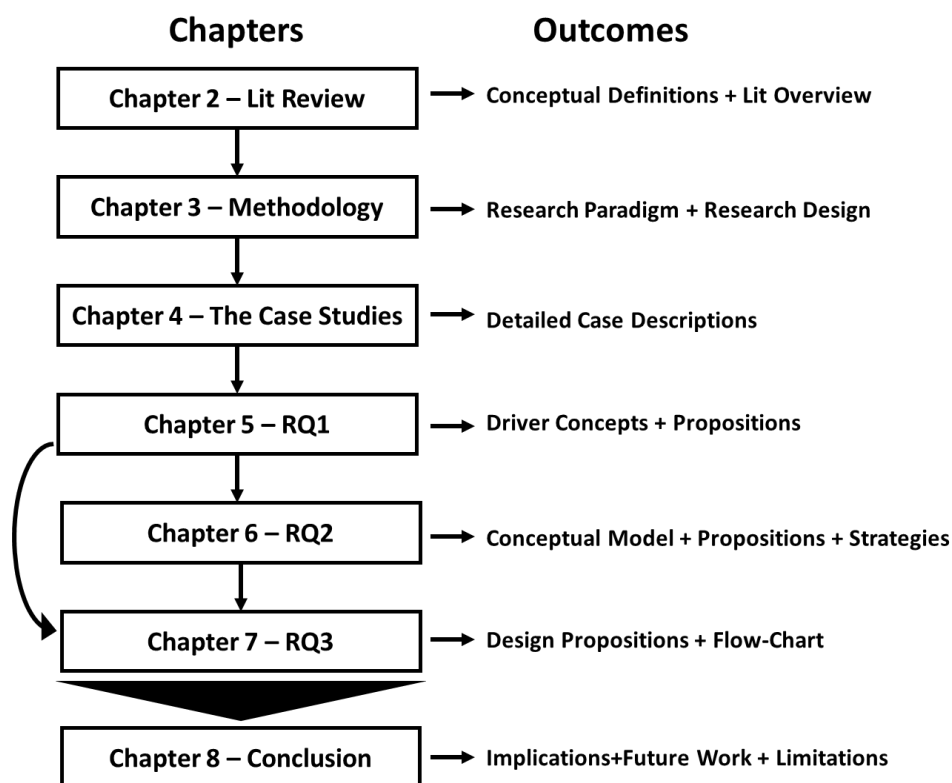 Chapters Outcomes
Chapter 2 – Lit Review Conceptual Definitions + Lit Overview
Chapter 3 – Methodology Research Paradigm + Research Design
Chapter 4 – The Case Studies Detailed Case Descriptions
Chapter 5 – RQ1 Driver Concepts + Propositions
Chapter 6 – RQ2 Conceptual Model + Propositions + Strategies
Chapter 7 – RQ3 Design Propositions + Flow-Chart
Chapter 8 – Conclusion Implications+Future Work + Limitations